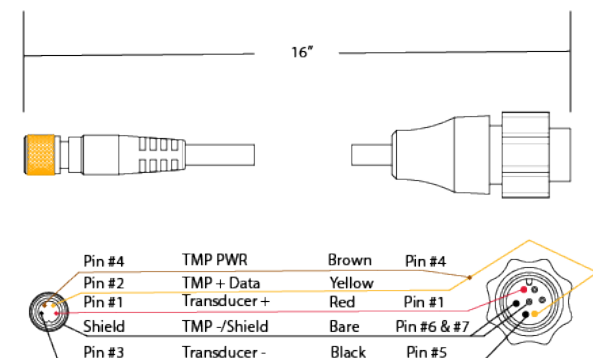 16”
Pin #4 TMP PWR Brown Pin #4
Pin #2 TMP + Data Yellow
Pin #1 Transducer + Red Pin #1
Shield TMP -/Shield Bare Pin #6 & #7
Pin #3 Transducer - Black Pin #5